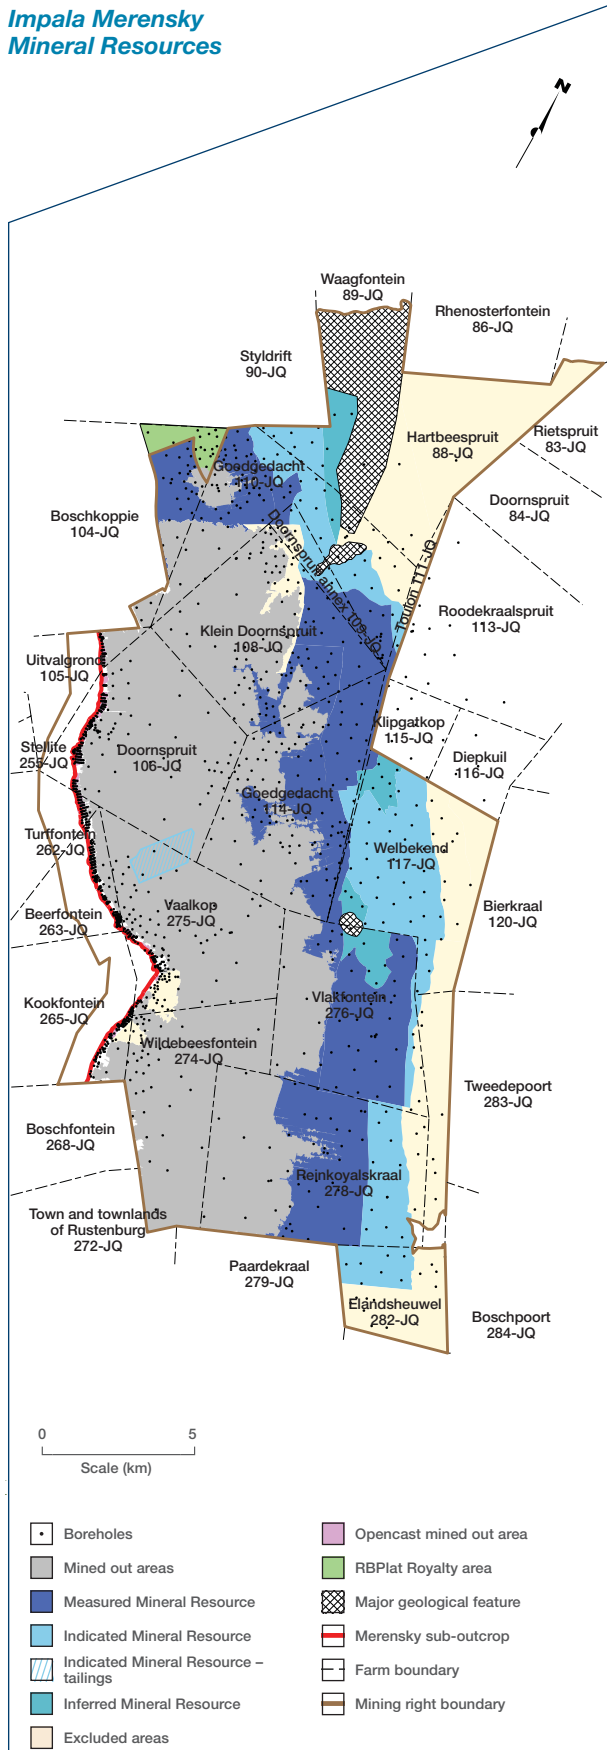 Impala Merensky
Mineral Resources
N
Waagfontein
89-JQ
Rhenosterfontein
86-JQ
Styldrift
90-JQ
Hartbeespruit
88-JQ
Rietspruit
83-JQ
Goedgedacht
110-JQ
Doornspruit
84-JQ
Boschkoppie
104-JQ
Doornspruit annex 109-JQ
Toulon 111-JQ
Roodekraalspruit
113-JQ
Klein Doornspruit
108-JQ
Uitvalgrond
105-JQ
Klipgatkop
115-JQ
Stellite
255-JQ
Doornspruit
106-JQ
Diepkuil
116-JQ
Goedgedacht
114-JQ
Turffontein
262-JQ
Welbekend
117-JQ
Vaalkop
275-JQ
Beerfontein
263-JQ
Bierkraal
120-JQ
Kookfontein
265-JQ
Vlakfontein
276-JQ
Wildebeesfontein
274-JQ
Tweedepoort
283-JQ
Boschfontein
268-JQ
Reinkoyalskraal
278-JQ
Town and townlands
of Rustenburg
272-JQ
Paardekraal
279-JQ
Elandsheuwel
282-JQ
Boschpoort
284-JQ
0 5
Scale (km)
Boreholes
Mined out areas
Measured Mineral Resource
Indicated Mineral Resource
Indicated Mineral Resource –
tailings
Inferred Mineral Resource
Excluded areas
Opencast mined out area
RBPlat Royalty area
Major geological feature
Merensky sub-outcrop
Farm boundary
Mining right boundary